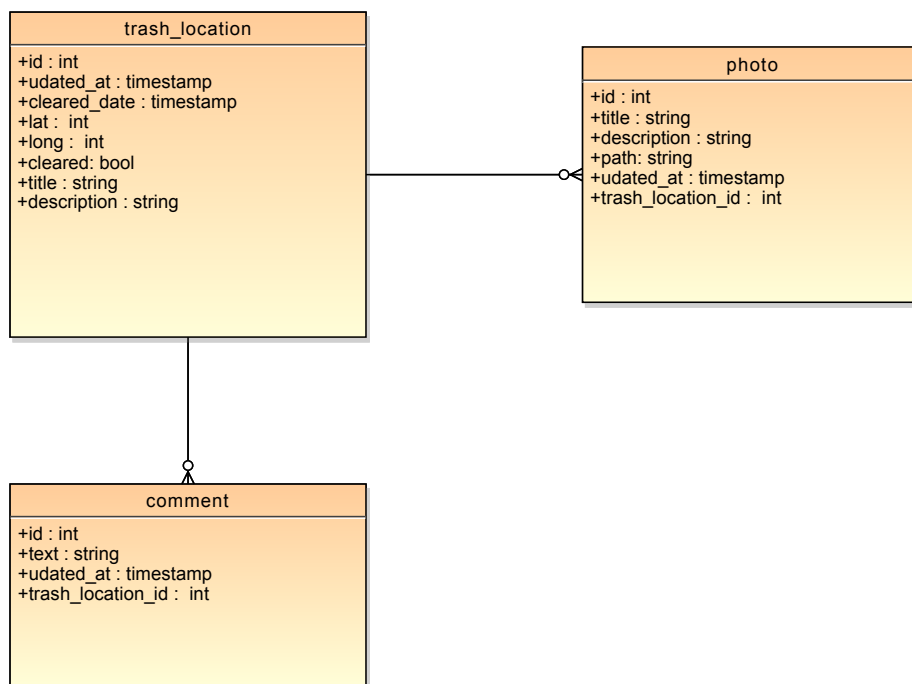 trash_location
+id : int
+udated_at : timestamp
+cleared_date : timestamp
+lat :  int
+long :  int
+cleared: bool
+title : string
+description : string
photo
+id : int
+title : string
+description : string
+path: string
+udated_at : timestamp
+trash_location_id :  int
comment
+id : int
+text : string
+udated_at : timestamp
+trash_location_id :  int